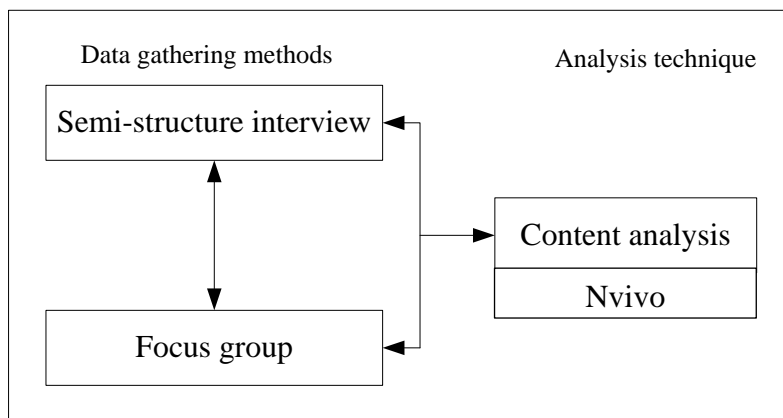 Data gathering methods
Analysis technique
Semi-structure interview
Content analysis
Nvivo
Focus group